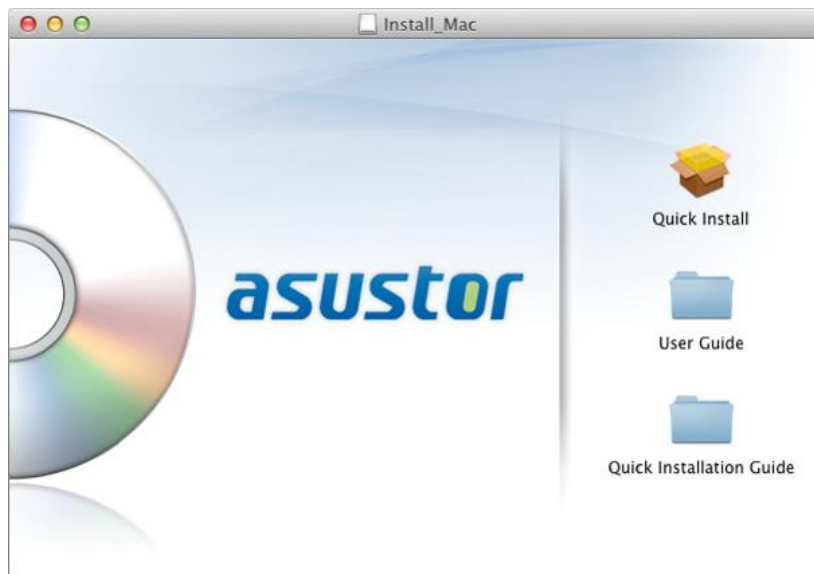 Install_Mac
asustor
Quick Install
User Guide
Quick Installation Guide